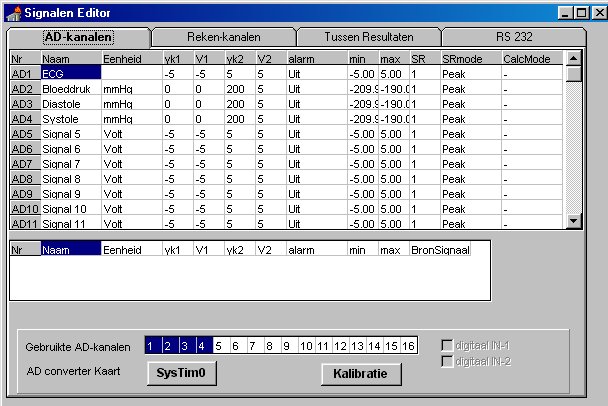 Signalen Editor
AD-kanalen Reken-kanalen Tussen Resultaten RS 232
Nr Naam Eenheid yk1 V1 yk2 V2 alarm min max SR SRmode CalcMode
AD1 ECG -5 -5 5 5 Uit -5.00 5.00 1 Peak -
AD2 Bloeddruk mmHq 0 0 200 5 Uit -209.9 -190.0 1 Peak -
AD3 Diastole mmHq 0 0 200 5 Uit -209.9 -190.0 1 Peak -
AD4 Systole mmHq 0 0 200 5 Uit -209.9 -190.0 1 Peak -
AD5 Signal 5 Volt -5 -5 5 5 Uit -5.00 5.00 1 Peak -
AD6 Signal 6 Volt -5 -5 5 5 Uit -5.00 5.00 1 Peak -
AD7 Signal 7 Volt -5 -5 5 5 Uit -5.00 5.00 1 Peak -
AD8 Signal 8 Volt -5 -5 5 5 Uit -5.00 5.00 1 Peak -
AD9 Signal 9 Volt -5 -5 5 5 Uit -5.00 5.00 1 Peak -
AD10 Signal 10 Volt -5 -5 5 5 Uit -5.00 5.00 1 Peak -
AD11 Signal 11 Volt -5 -5 5 5 Uit -5.00 5.00 1 Peak -
Nr Naam Eenheid yk1 V1 yk2 V2 alarm min max BronSignaal
Gebruikte AD-kanalen 1 2 3 4 5 6 7 8 9 10 11 12 13 14 15 16 digitaal IN-1
digitaal IN-2
AD converter Kaart SysTim0 Kalibratie